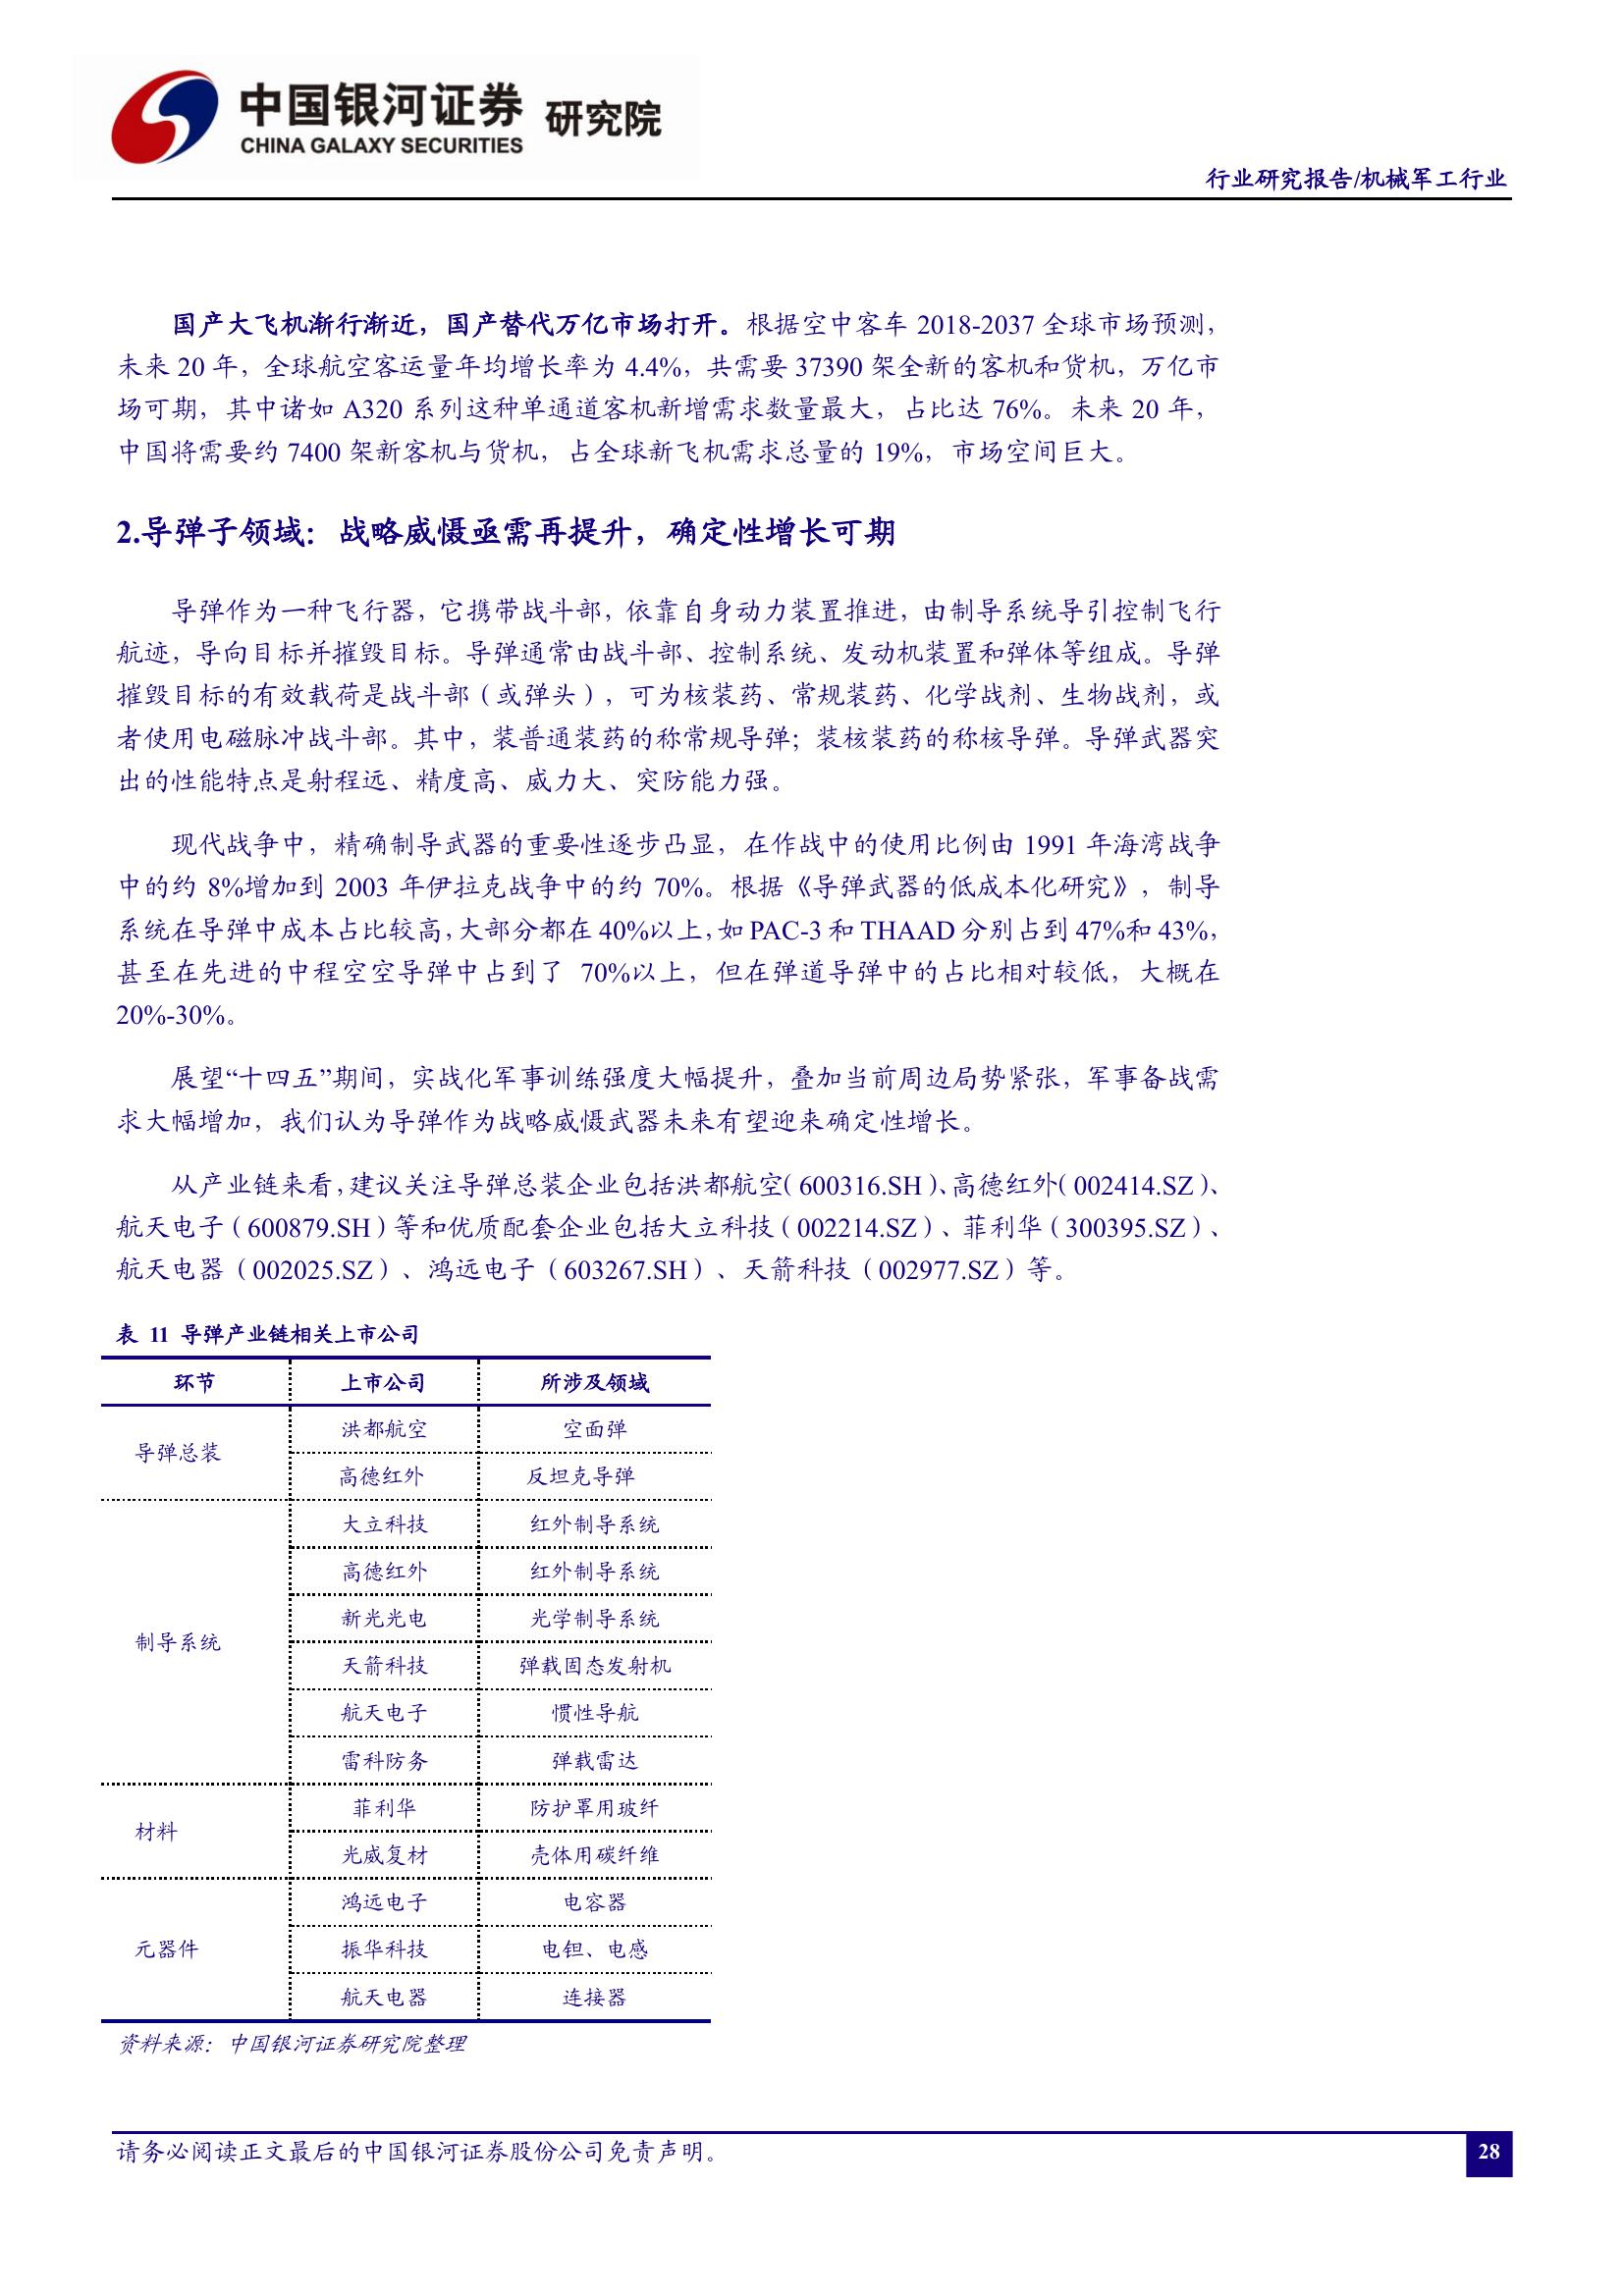 中国银河证券 研究院
CHINA GALAXY SECURITIES
行业研究报告/机械军工行业
国产大飞机渐行渐近，国产替代万亿市场打开。根据空中客车 2018-2037 全球市场预测，
未来 20 年，全球航空客运量年均增长率为 4.4%，共需要 37390 架全新的客机和货机，万亿市
场可期，其中诸如 A320 系列这种单通道客机新增需求数量最大，占比达 76%。未来 20 年，
中国将需要约 7400 架新客机与货机，占全球新飞机需求总量的 19%，市场空间巨大。
2.导弹子领域：战略威慑亟需再提升，确定性增长可期
导弹作为一种飞行器，它携带战斗部，依靠自身动力装置推进，由制导系统导引控制飞行
航迹，导向目标并摧毁目标。导弹通常由战斗部、控制系统、发动机装置和弹体等组成。导弹
摧毁目标的有效载荷是战斗部（或弹头），可为核装药、常规装药、化学战剂、生物战剂，或
者使用电磁脉冲战斗部。其中，装普通装药的称常规导弹；装核装药的称核导弹。导弹武器突
出的性能特点是射程远、精度高、威力大、突防能力强。
现代战争中，精确制导武器的重要性逐步凸显，在作战中的使用比例由 1991 年海湾战争
中的约 8%增加到 2003 年伊拉克战争中的约 70%。根据《导弹武器的低成本化研究》，制导
系统在导弹中成本占比较高，大部分都在 40%以上，如 PAC-3 和 THAAD 分别占到 47%和 43%，
甚至在先进的中程空空导弹中占到了 70%以上，但在弹道导弹中的占比相对较低，大概在
20%-30%。
展望“十四五”期间，实战化军事训练强度大幅提升，叠加当前周边局势紧张，军事备战需
求大幅增加，我们认为导弹作为战略威慑武器未来有望迎来确定性增长。
从产业链来看，建议关注导弹总装企业包括洪都航空（600316.SH）、高德红外（002414.SZ）、
航天电子（600879.SH）等和优质配套企业包括大立科技（002214.SZ）、菲利华（300395.SZ）、
航天电器（002025.SZ）、鸿远电子（603267.SH）、天箭科技（002977.SZ）等。
表 11 导弹产业链相关上市公司
环节 上市公司 所涉及领域
导弹总装 洪都航空 空面弹
高德红外 反坦克导弹
制导系统 大立科技 红外制导系统
高德红外 红外制导系统
新光光电 光学制导系统
天箭科技 弹载固态发射机
航天电子 惯性导航
雷科防务 弹载雷达
材料 菲利华 防护罩用玻纤
光威复材 壳体用碳纤维
元器件 鸿远电子 电容器
振华科技 电钽、电感
航天电器 连接器
资料来源：中国银河证券研究院整理
请务必阅读正文最后的中国银河证券股份公司免责声明。
28